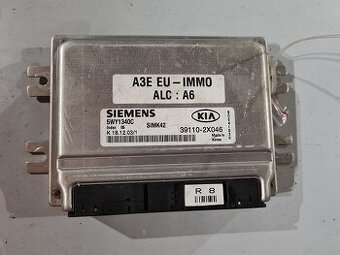 A3E EU-IMMO
ALC : A6
SIEMENS
5WY1340C
SIMK42
KIA
Index
K 18.12.03/1
39110-2X046
Made in
Korea
R 8